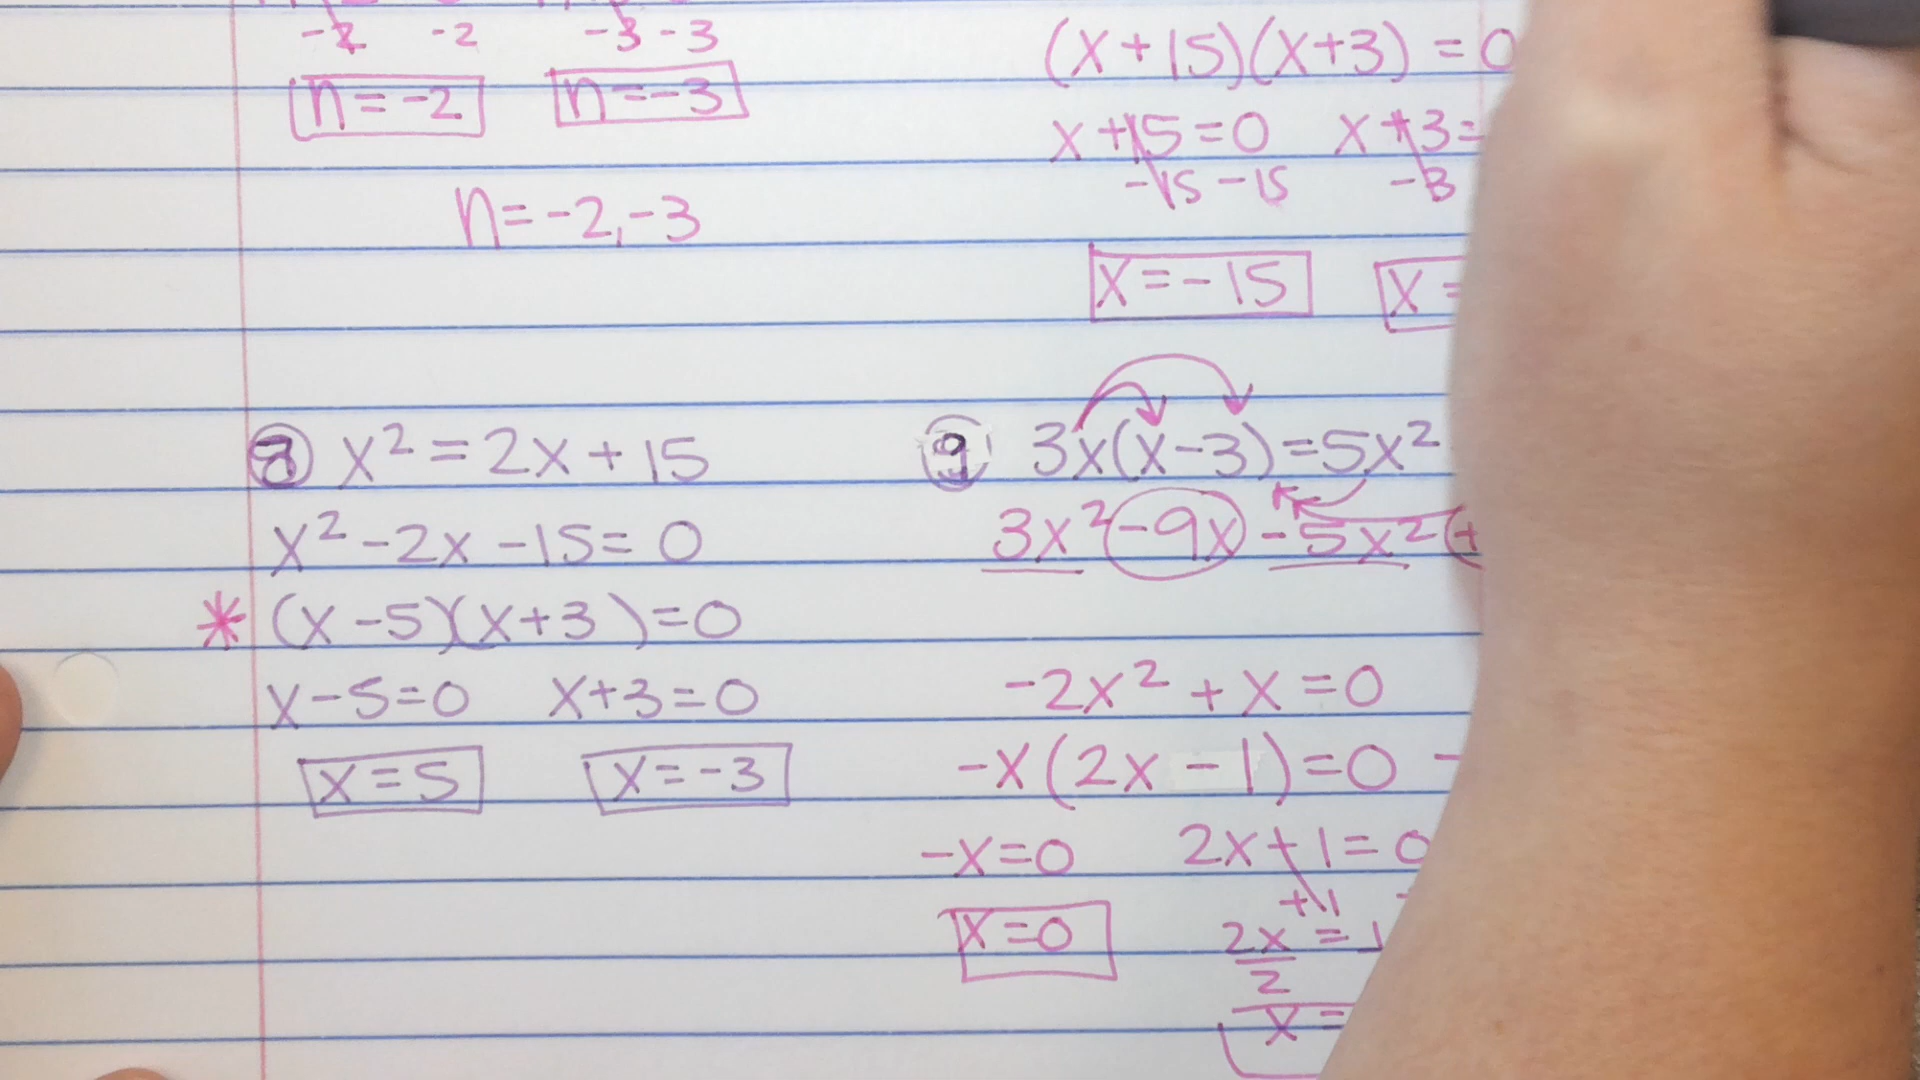 -2 -2 -3 -3
n = -2 n = -3
n = -2, -3
(x + 15)(x + 3) = 0
x + 15 = 0 x + 3 =
-15 -15 -3
x = -15 x =
8 x² = 2x + 15
x² - 2x - 15 = 0
* (x - 5)(x + 3) = 0
x - 5 = 0 x + 3 = 0
x = 5 x = -3
9 3x(x - 3) = 5x²
3x² - 9x - 5x² (+
-2x² + x = 0
-x(2x - 1) = 0 -
-x = 0 2x + 1 = 0
+1
x = 0 2x = 1
2
x =